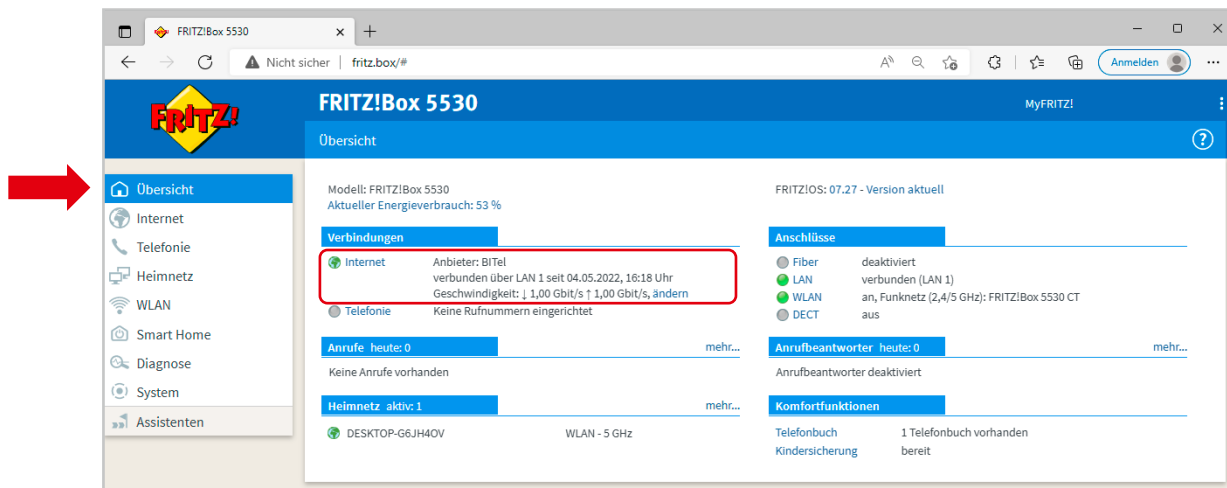 FRITZ!Box 5530
Nicht sicher | fritz.box/#
Anmelden
FRITZ!
FRITZ!Box 5530
MyFRITZ!
Übersicht
Übersicht
Internet
Telefonie
Heimnetz
WLAN
Smart Home
Diagnose
System
Assistenten
Modell: FRITZ!Box 5530
Aktueller Energieverbrauch: 53 %
FRITZ!OS: 07.27 - Version aktuell
Verbindungen
Internet Anbieter: BITel
verbunden über LAN 1 seit 04.05.2022, 16:18 Uhr
Geschwindigkeit: ↓ 1,00 Gbit/s ↑ 1,00 Gbit/s, ändern
Telefonie Keine Rufnummern eingerichtet
Anschlüsse
Fiber deaktiviert
LAN verbunden (LAN 1)
WLAN an, Funknetz (2,4/5 GHz): FRITZ!Box 5530 CT
DECT aus
Anrufe heute: 0 mehr...
Keine Anrufe vorhanden
Anrufbeantworter heute: 0 mehr...
Anrufbeantworter deaktiviert
Heimnetz aktiv: 1 mehr...
DESKTOP-G6JH4OV WLAN - 5 GHz
Komfortfunktionen
Telefonbuch 1 Telefonbuch vorhanden
Kindersicherung bereit